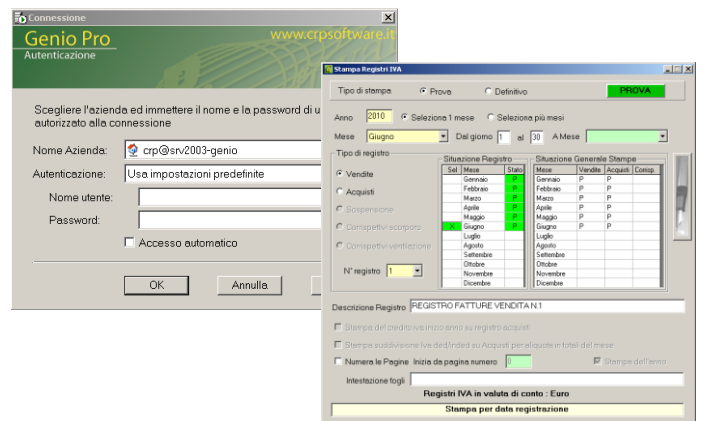 Connessione
Genio Pro
www.crpsoftware.it
Autenticazione
Scegliere l'azienda ed immettere il nome e la password di u
autorizzato alla connessione
Nome Azienda: crp@srv2003-genio
Autenticazione: Usa impostazioni predefinite
Nome utente:
Password:
Accesso automatico
OK Annulla
Stampa Registri IVA
Tipo di stampa Prova Definitivo PROVA
Anno 2010 Seleziona 1 mese Seleziona più mesi
Mese Giugno Dal giorno 1 al 30 A Mese
Tipo di registro
Vendite
Acquisti
Sospensione
Corrispettivi scorporo
Corrispettivi ventilazione
N° registro 1
Situazione Registro
Sel Mese Stato
Gennaio P
Febbraio P
Marzo P
Aprile P
Maggio P
X Giugno P
Luglio
Agosto
Settembre
Ottobre
Novembre
Dicembre
Situazione Generale Stampe
Mese Vendite Acquisti Corrisp.
Gennaio P P
Febbraio P P
Marzo P P
Aprile P P
Maggio P P
Giugno P P
Luglio
Agosto
Settembre
Ottobre
Novembre
Dicembre
Descrizione Registro REGISTRO FATTURE VENDITA N.1
Stampa del credito iva inizio anno su registro acquisti
Stampa suddivisione Iva ded/inded su Acquisti per aliquota in totali del mese
Numera le Pagine Inizia da pagina numero 0 Stampa dell'anno
Intestazione fogli
Registri IVA in valuta di conto : Euro
Stampa per data registrazione